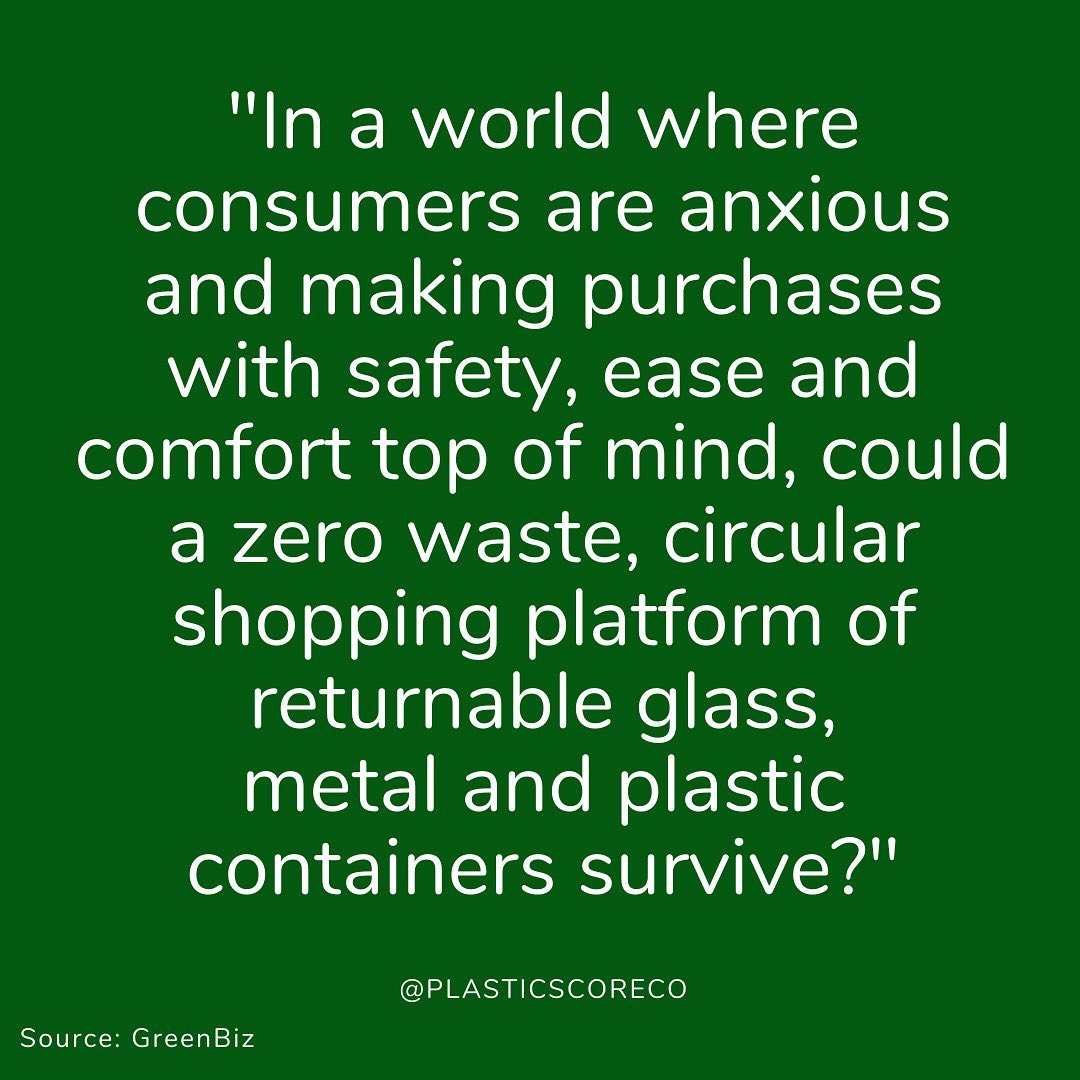 "In a world where
consumers are anxious
and making purchases
with safety, ease and
comfort top of mind, could
a zero waste, circular
shopping platform of
returnable glass,
metal and plastic
containers survive?"
@PLASTICSCORECO
Source: GreenBiz